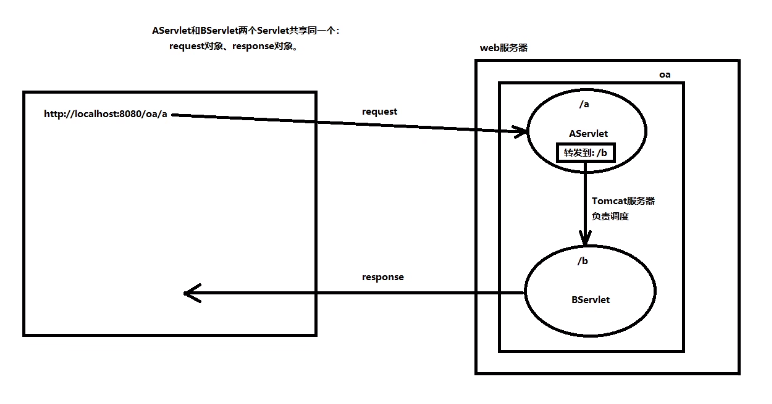 AServlet和BServlet两个Servlet共享同一个：
request对象、response对象。
web服务器
oa
http://localhost:8080/oa/a
request
/a
AServlet
转发到: /b
Tomcat服务器
负责调度
/b
response
BServlet